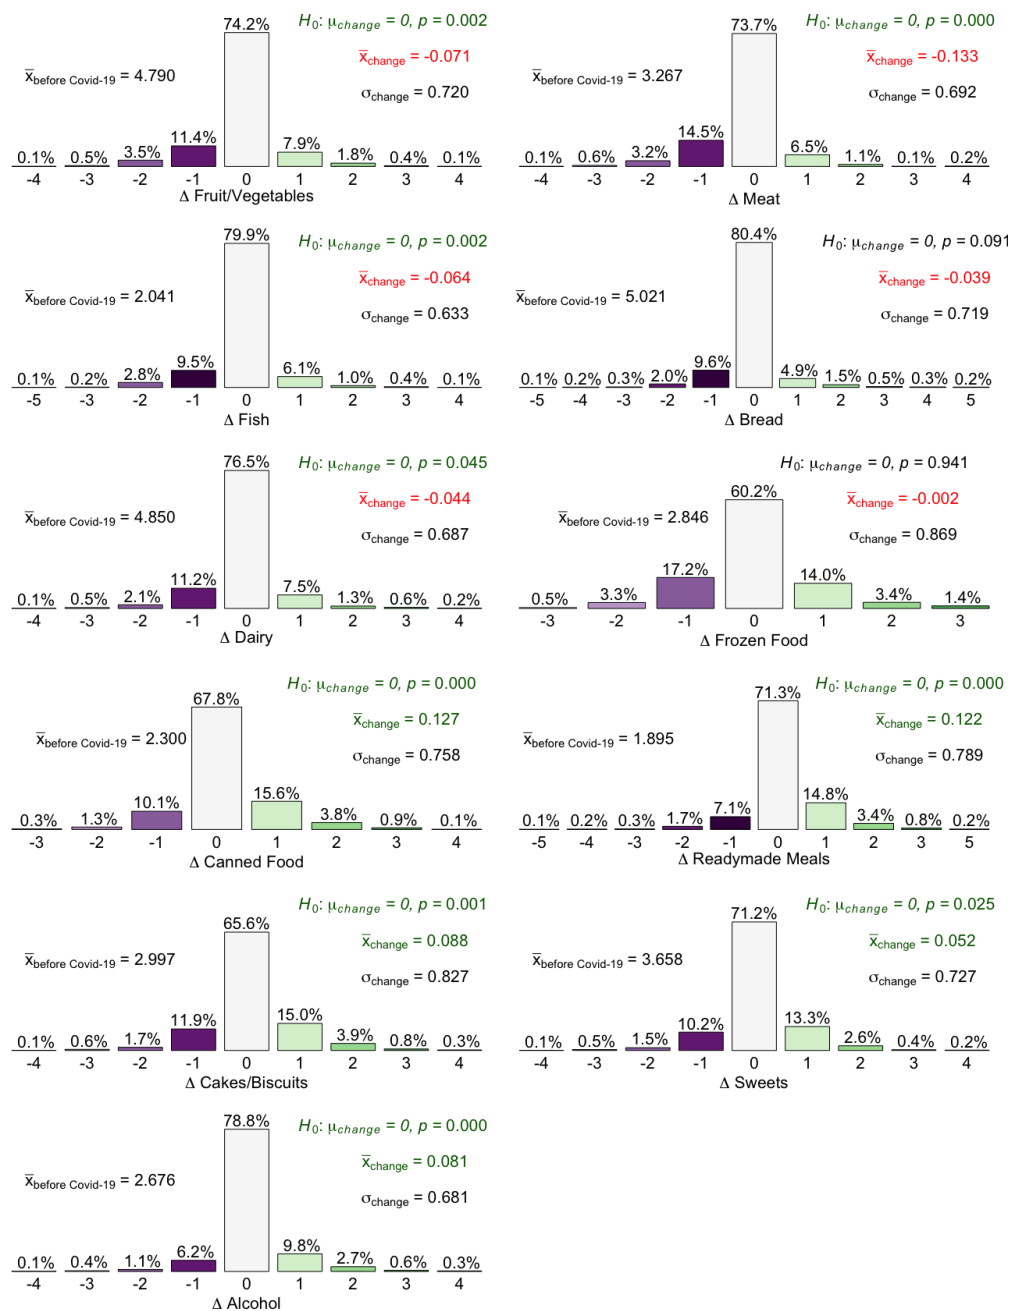 74.2%
H₀: μchange = 0, p = 0.002
x̄change = -0.071
x̄before Covid-19 = 4.790
σchange = 0.720
0.1% 0.5% 3.5% 11.4% 7.9% 1.8% 0.4% 0.1%
-4 -3 -2 -1 0 1 2 3 4
Δ Fruit/Vegetables
73.7%
H₀: μchange = 0, p = 0.000
x̄change = -0.133
x̄before Covid-19 = 3.267
σchange = 0.692
0.1% 0.6% 3.2% 14.5% 6.5% 1.1% 0.1% 0.2%
-4 -3 -2 -1 0 1 2 3 4
Δ Meat
79.9%
H₀: μchange = 0, p = 0.002
x̄change = -0.064
x̄before Covid-19 = 2.041
σchange = 0.633
0.1% 0.2% 2.8% 9.5% 6.1% 1.0% 0.4% 0.1%
-5 -3 -2 -1 0 1 2 3 4
Δ Fish
80.4%
H₀: μchange = 0, p = 0.091
x̄change = -0.039
x̄before Covid-19 = 5.021
σchange = 0.719
0.1% 0.2% 0.3% 2.0% 9.6% 4.9% 1.5% 0.5% 0.3% 0.2%
-5 -4 -3 -2 -1 0 1 2 3 4 5
Δ Bread
76.5%
H₀: μchange = 0, p = 0.045
x̄change = -0.044
x̄before Covid-19 = 4.850
σchange = 0.687
0.1% 0.5% 2.1% 11.2% 7.5% 1.3% 0.6% 0.2%
-4 -3 -2 -1 0 1 2 3 4
Δ Dairy
H₀: μchange = 0, p = 0.941
60.2%
x̄change = -0.002
x̄before Covid-19 = 2.846
σchange = 0.869
0.5% 3.3% 17.2% 14.0% 3.4% 1.4%
-3 -2 -1 0 1 2 3
Δ Frozen Food
H₀: μchange = 0, p = 0.000
67.8%
x̄change = 0.127
x̄before Covid-19 = 2.300
σchange = 0.758
0.3% 1.3% 10.1% 15.6% 3.8% 0.9% 0.1%
-3 -2 -1 0 1 2 3 4
Δ Canned Food
H₀: μchange = 0, p = 0.000
71.3%
x̄change = 0.122
x̄before Covid-19 = 1.895
σchange = 0.789
0.1% 0.2% 0.3% 1.7% 7.1% 14.8% 3.4% 0.8% 0.2%
-5 -4 -3 -2 -1 0 1 2 3 5
Δ Readymade Meals
H₀: μchange = 0, p = 0.001
65.6%
x̄change = 0.088
x̄before Covid-19 = 2.997
σchange = 0.827
0.1% 0.6% 1.7% 11.9% 15.0% 3.9% 0.8% 0.3%
-4 -3 -2 -1 0 1 2 3 4
Δ Cakes/Biscuits
H₀: μchange = 0, p = 0.025
71.2%
x̄change = 0.052
x̄before Covid-19 = 3.658
σchange = 0.727
0.1% 0.5% 1.5% 10.2% 13.3% 2.6% 0.4% 0.2%
-4 -3 -2 -1 0 1 2 3 4
Δ Sweets
78.8%
H₀: μchange = 0, p = 0.000
x̄change = 0.081
x̄before Covid-19 = 2.676
σchange = 0.681
0.1% 0.4% 1.1% 6.2% 9.8% 2.7% 0.6% 0.3%
-4 -3 -2 -1 0 1 2 3 4
Δ Alcohol